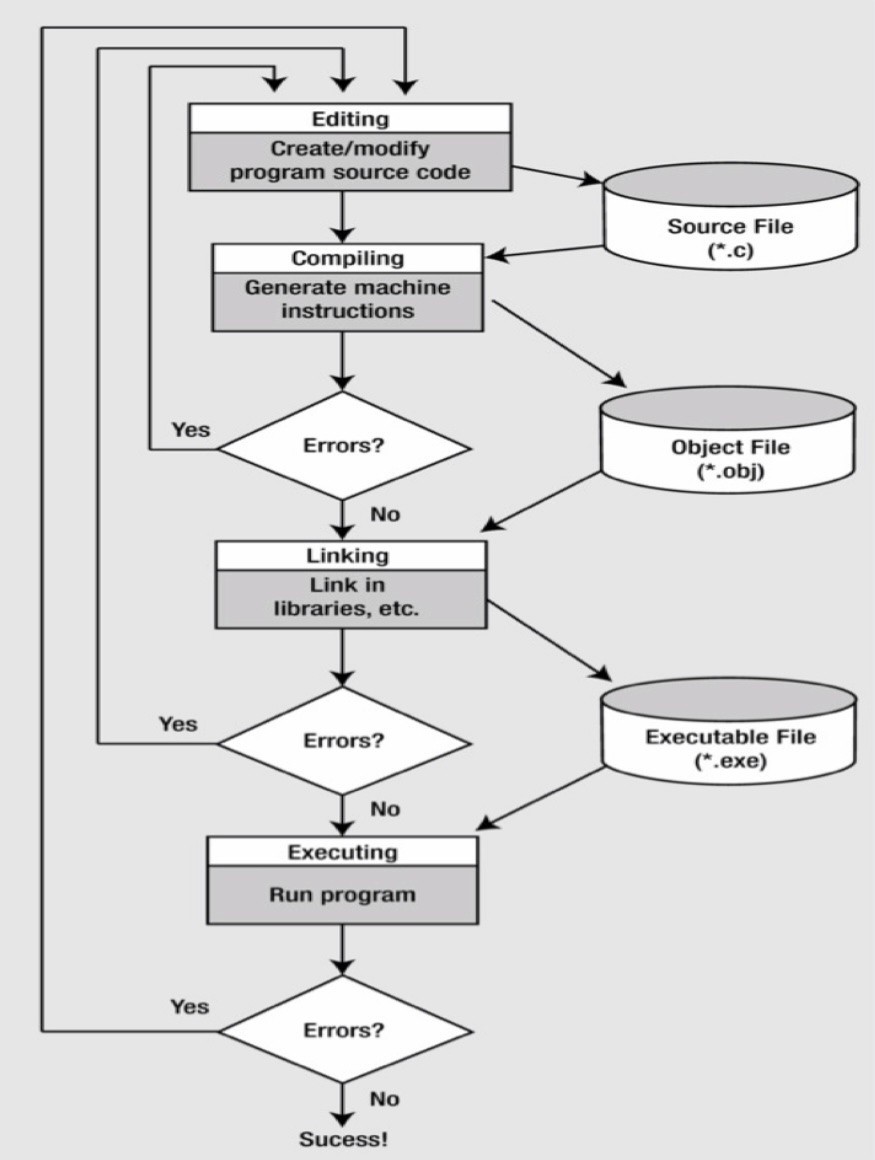 Editing
Create/modify
program source code
Source File
(*.c)
Compiling
Generate machine
instructions
Yes
Errors?
Object File
(*.obj)
No
Linking
Link in
libraries, etc.
Yes
Errors?
Executable File
(*.exe)
No
Executing
Run program
Yes
Errors?
No
Sucess!